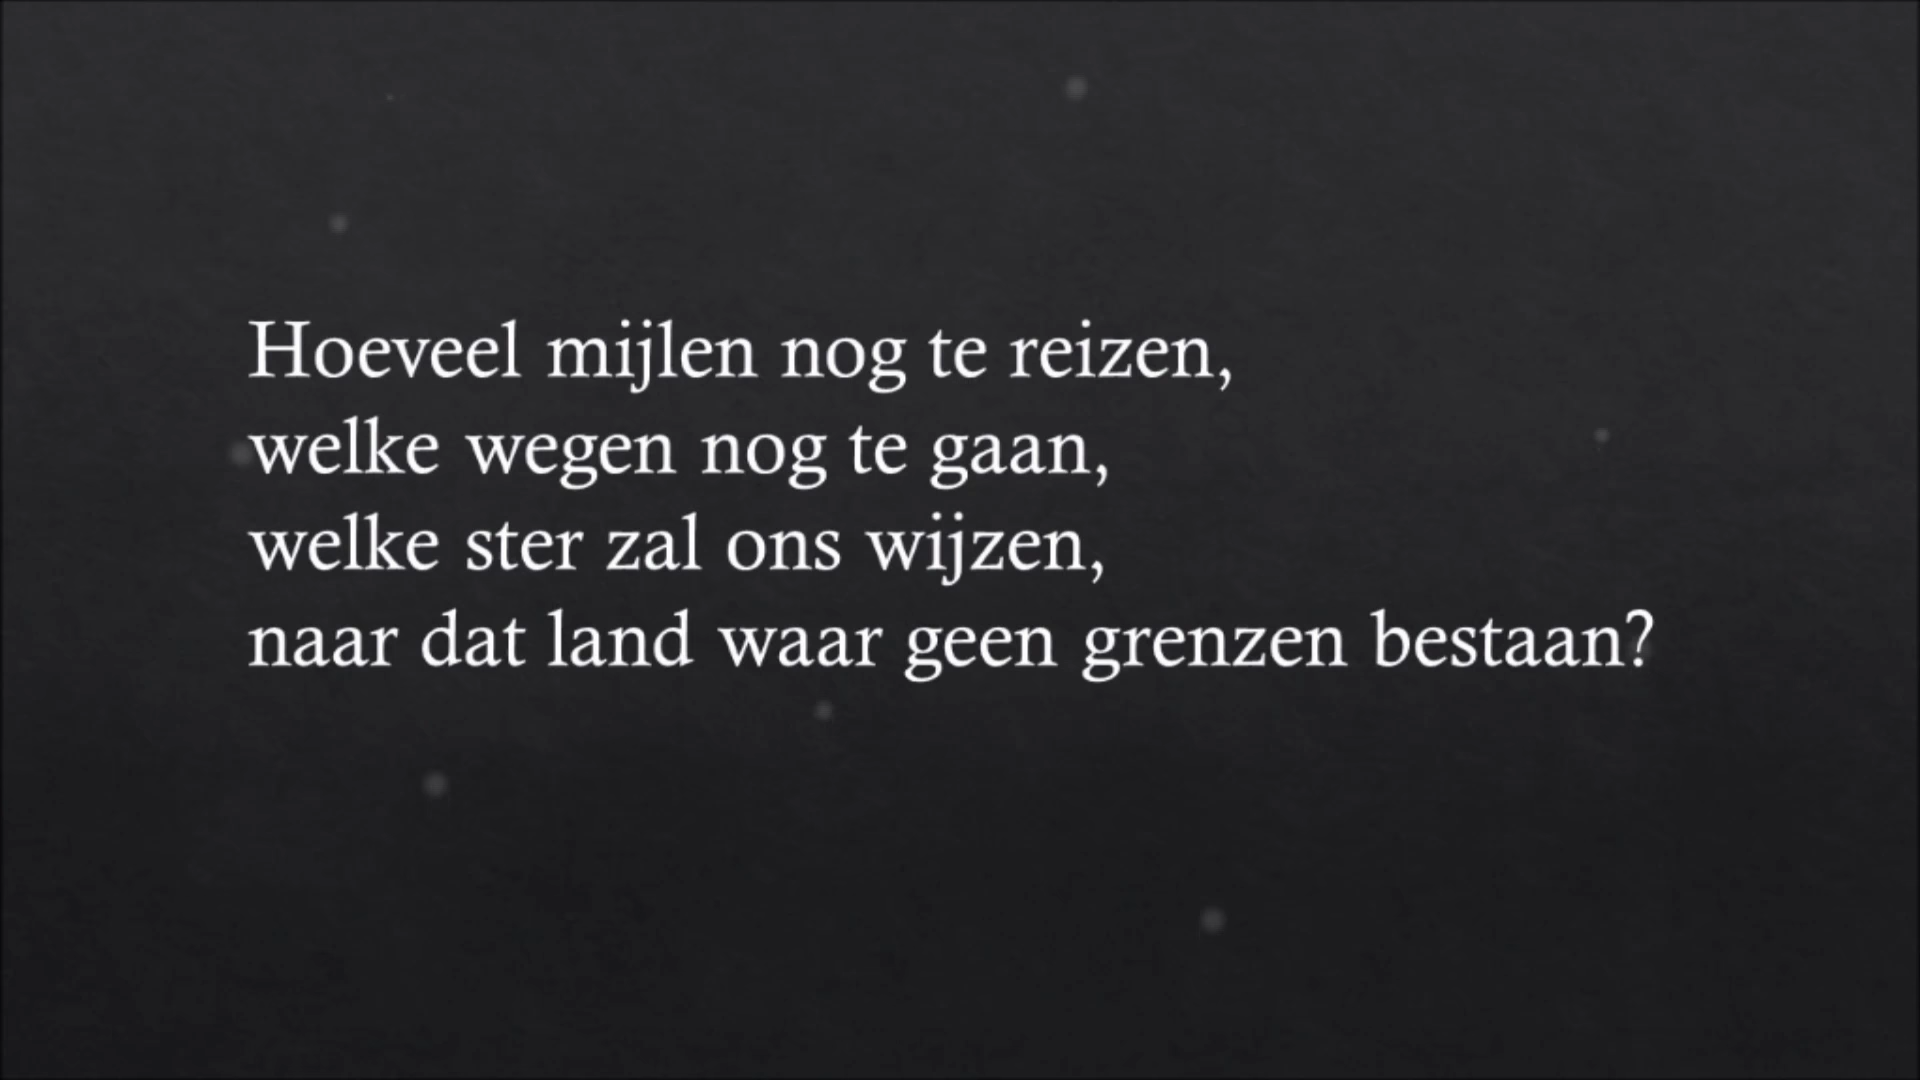 Hoeveel mijlen nog te reizen,
welke wegen nog te gaan,
welke ster zal ons wijzen,
naar dat land waar geen grenzen bestaan?